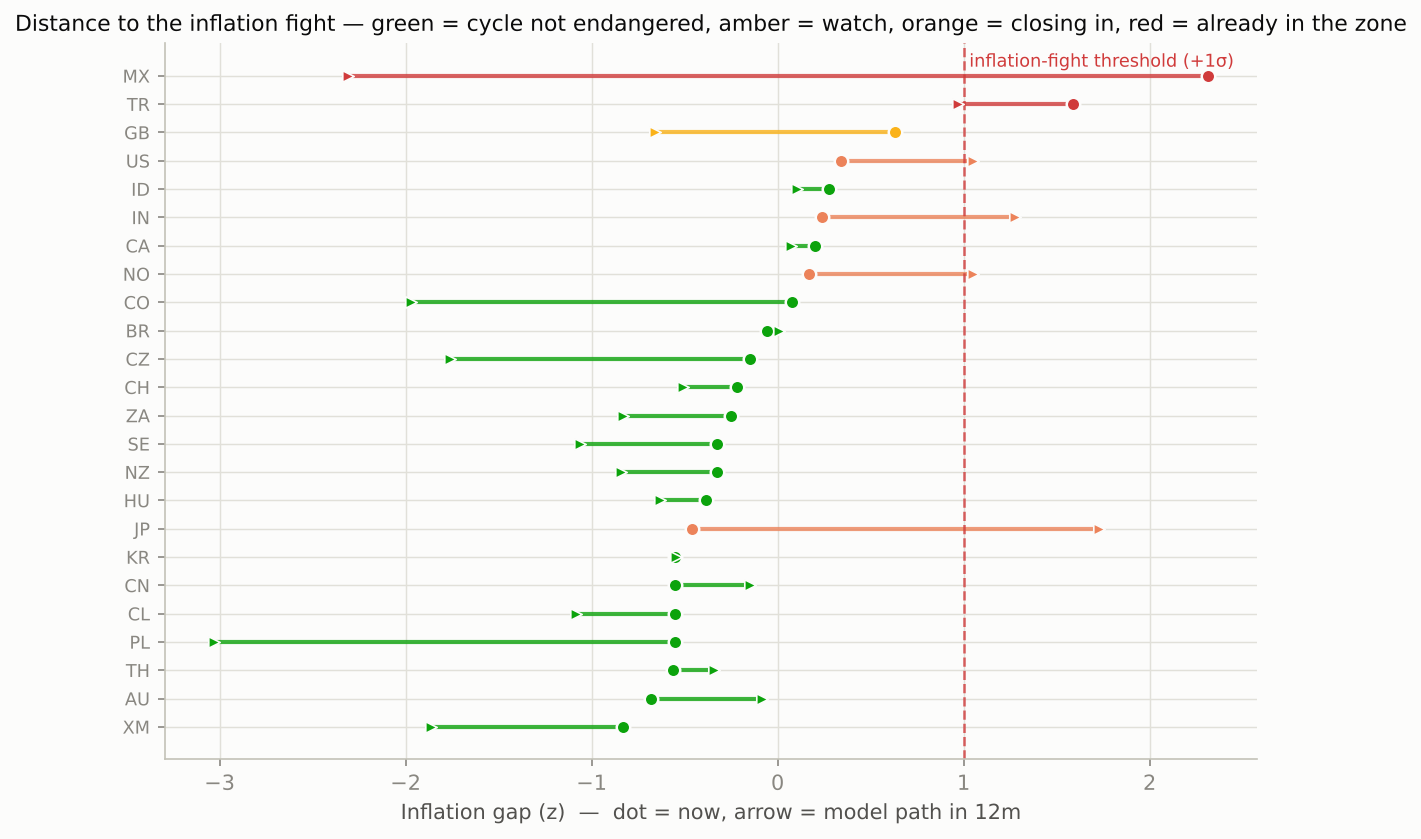 Distance to the inflation fight — green = cycle not endangered, amber = watch, orange = closing in, red = already in the zone
inflation-fight threshold (+1σ)
MX
TR
GB
US
ID
IN
CA
NO
CO
BR
CZ
CH
ZA
SE
NZ
HU
JP
KR
CN
CL
PL
TH
AU
XM
−3 −2 −1 0 1 2
Inflation gap (z) — dot = now, arrow = model path in 12m